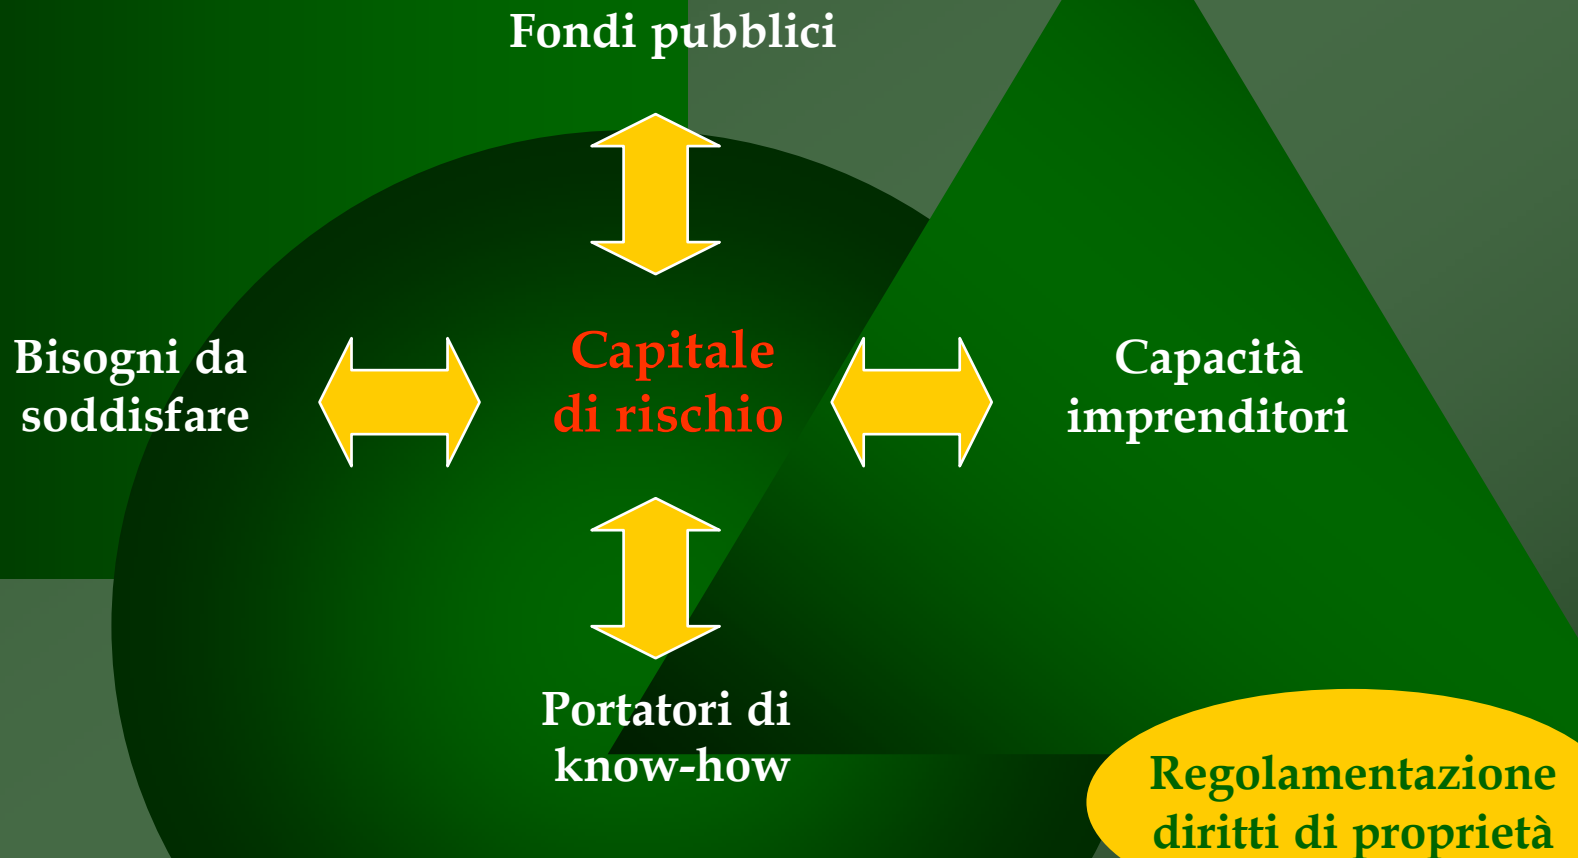 Fondi pubblici
Bisogni da
soddisfare
Capitale
di rischio
Capacità
imprenditori
Portatori di
know-how
Regolamentazione
diritti di proprietà